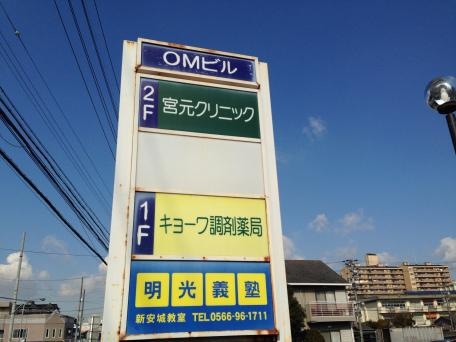 OMビル
2F 宮元クリニック
1F キョーワ調剤薬局
明光義塾
新安城教室 TEL0566-96-1711